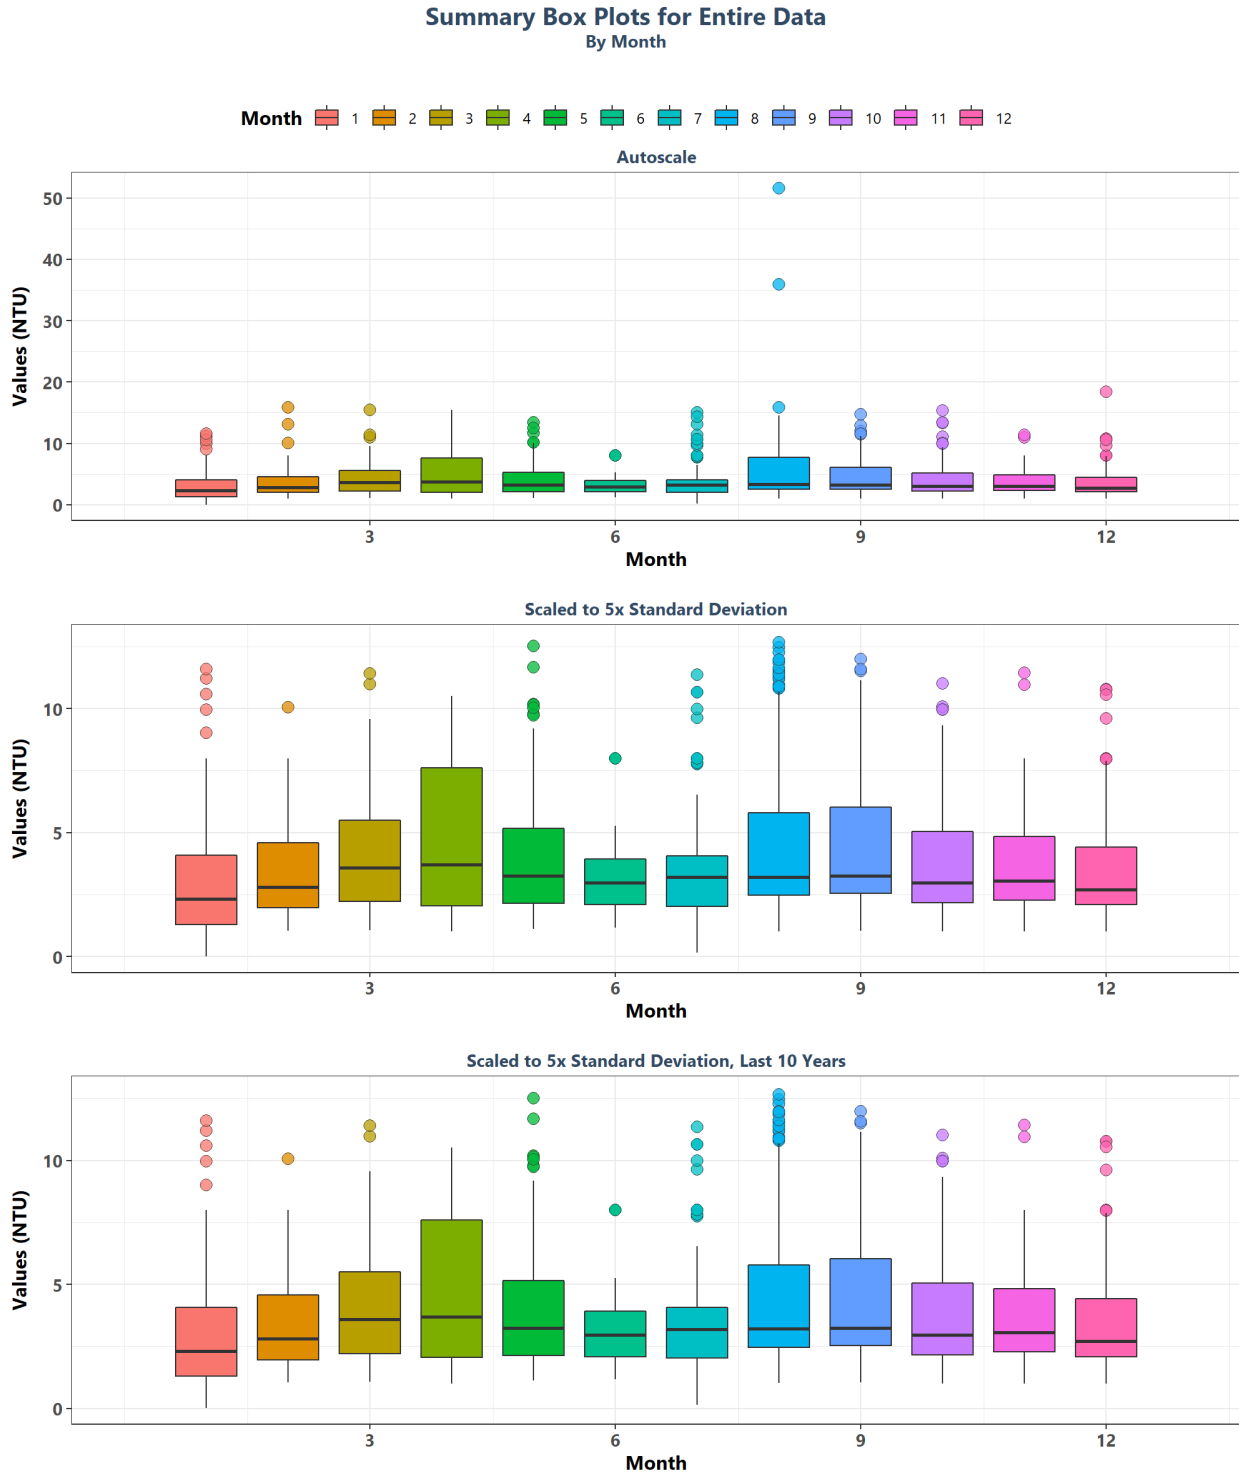 Summary Box Plots for Entire Data
By Month
Month 1 2 3 4 5 6 7 8 9 10 11 12
Autoscale
Values (NTU)
50
40
30
20
10
0
3 6 9 12
Month
Scaled to 5x Standard Deviation
Values (NTU)
10
5
0
3 6 9 12
Month
Scaled to 5x Standard Deviation, Last 10 Years
Values (NTU)
10
5
0
3 6 9 12
Month